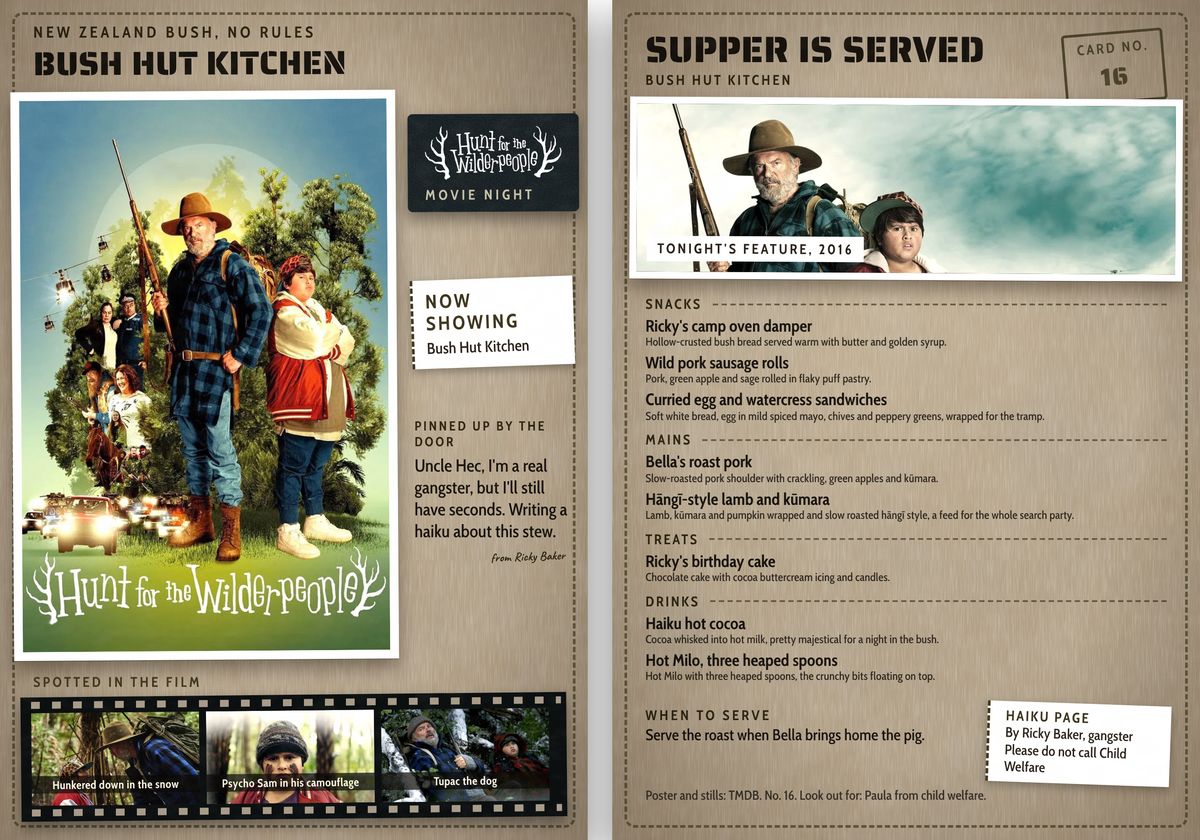 NEW ZEALAND BUSH, NO RULES
BUSH HUT KITCHEN
Hunt for the
Wilderpeople
MOVIE NIGHT
NOW
SHOWING
Bush Hut Kitchen
PINNED UP BY THE
DOOR
Uncle Hec, I'm a real
gangster, but I'll still
have seconds. Writing a
haiku about this stew.
from Ricky Baker
Hunt for the Wilderpeople
SPOTTED IN THE FILM
Hunkered down in the snow
Psycho Sam in his camouflage
Tupac the dog
SUPPER IS SERVED
BUSH HUT KITCHEN
CARD NO.
16
TONIGHT'S FEATURE, 2016
SNACKS
Ricky's camp oven damper
Hollow-crusted bush bread served warm with butter and golden syrup.
Wild pork sausage rolls
Pork, green apple and sage rolled in flaky puff pastry.
Curried egg and watercress sandwiches
Soft white bread, egg in mild spiced mayo, chives and peppery greens, wrapped for the tramp.
MAINS
Bella's roast pork
Slow-roasted pork shoulder with crackling, green apples and kūmara.
Hāngī-style lamb and kūmara
Lamb, kūmara and pumpkin wrapped and slow roasted hāngī style, a feed for the whole search party.
TREATS
Ricky's birthday cake
Chocolate cake with cocoa buttercream icing and candles.
DRINKS
Haiku hot cocoa
Cocoa whisked into hot milk, pretty majestical for a night in the bush.
Hot Milo, three heaped spoons
Hot Milo with three heaped spoons, the crunchy bits floating on top.
WHEN TO SERVE
Serve the roast when Bella brings home the pig.
HAIKU PAGE
By Ricky Baker, gangster
Please do not call Child
Welfare
Poster and stills: TMDB. No. 16. Look out for: Paula from child welfare.